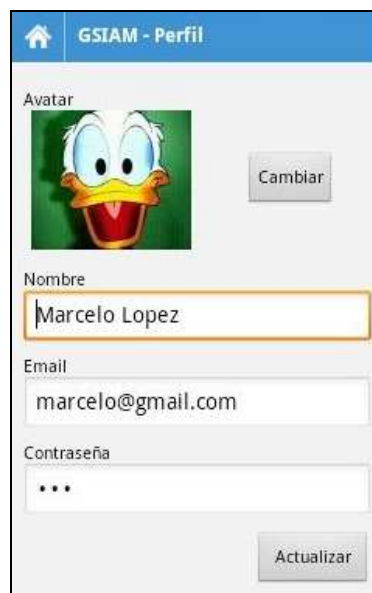 GSIAM - Perfil
Avatar
Cambiar
Nombre
Marcelo Lopez
Email
marcelo@gmail.com
Contraseña
•••
Actualizar